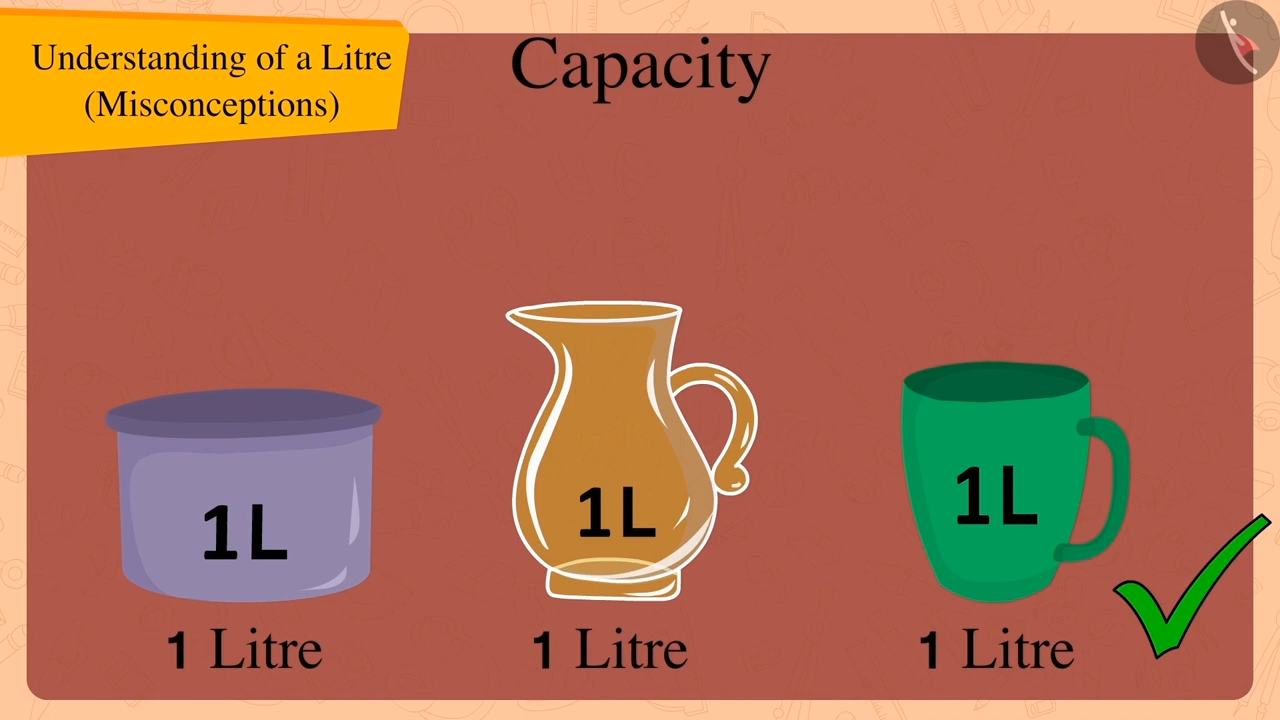 Understanding of a Litre
(Misconceptions)
Capacity
1L
1L
1L
1 Litre
1 Litre
1 Litre